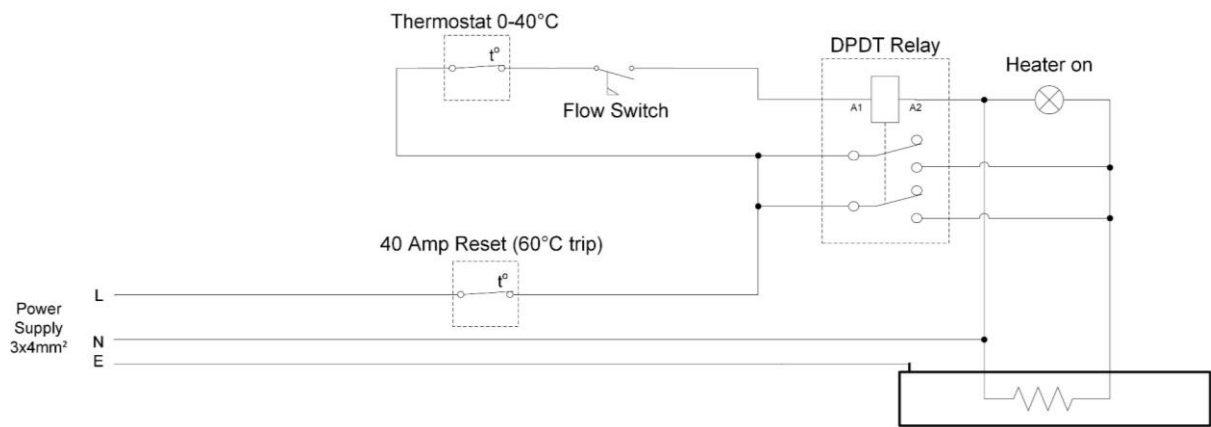 Thermostat 0-40°C
t°
Flow Switch
DPDT Relay
A1
A2
Heater on
40 Amp Reset (60°C trip)
t°
Power
Supply
3x4mm²
L
N
E